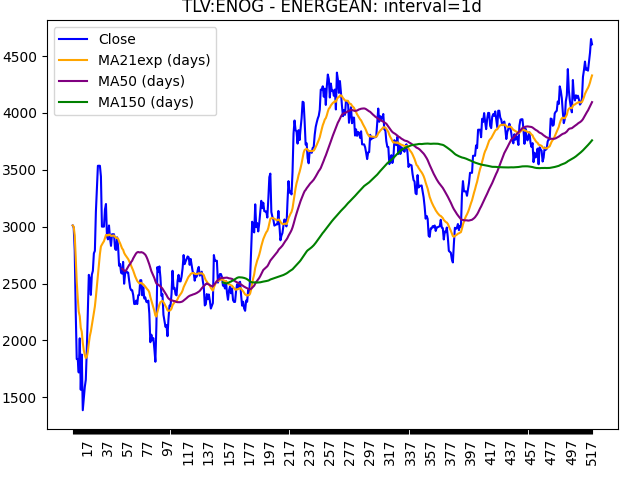 TLV:ENOG - ENERGEAN: interval=1d
Close
MA21exp (days)
MA50 (days)
MA150 (days)
4500
4000
3500
3000
2500
2000
1500
17 37 57 77 97 117 137 157 177 197 217 237 257 277 297 317 337 357 377 397 417 437 457 477 497 517